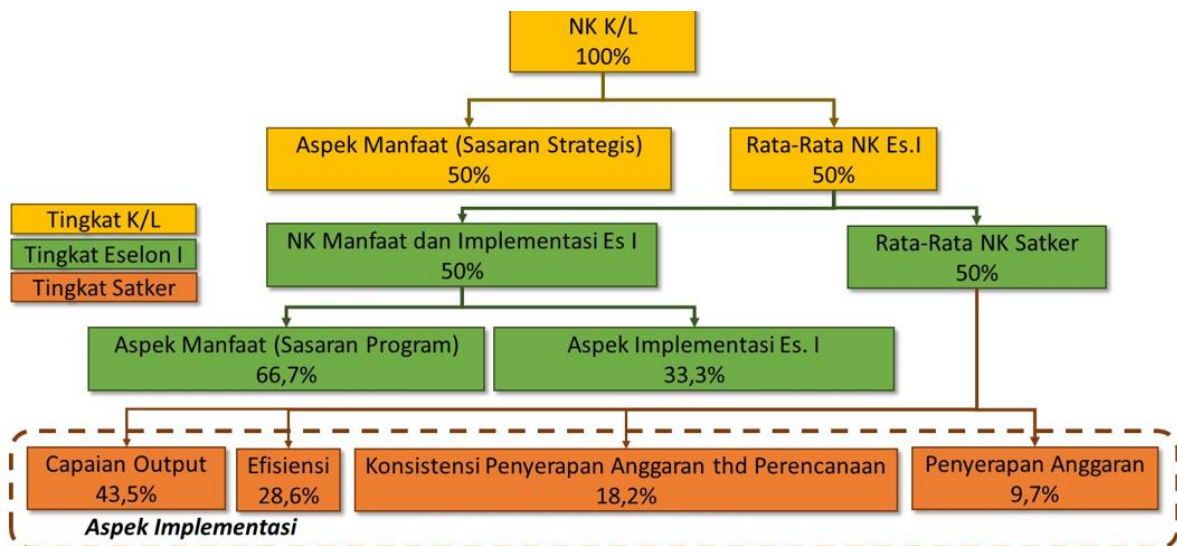 NK K/L
100%
Aspek Manfaat (Sasaran Strategis)
50%
Rata-Rata NK Es.I
50%
Tingkat K/L
Tingkat Eselon I
Tingkat Satker
NK Manfaat dan Implementasi Es I
50%
Rata-Rata NK Satker
50%
Aspek Manfaat (Sasaran Program)
66,7%
Aspek Implementasi Es. I
33,3%
Capaian Output
43,5%
Efisiensi
28,6%
Konsistensi Penyerapan Anggaran thd Perencanaan
18,2%
Penyerapan Anggaran
9,7%
Aspek Implementasi